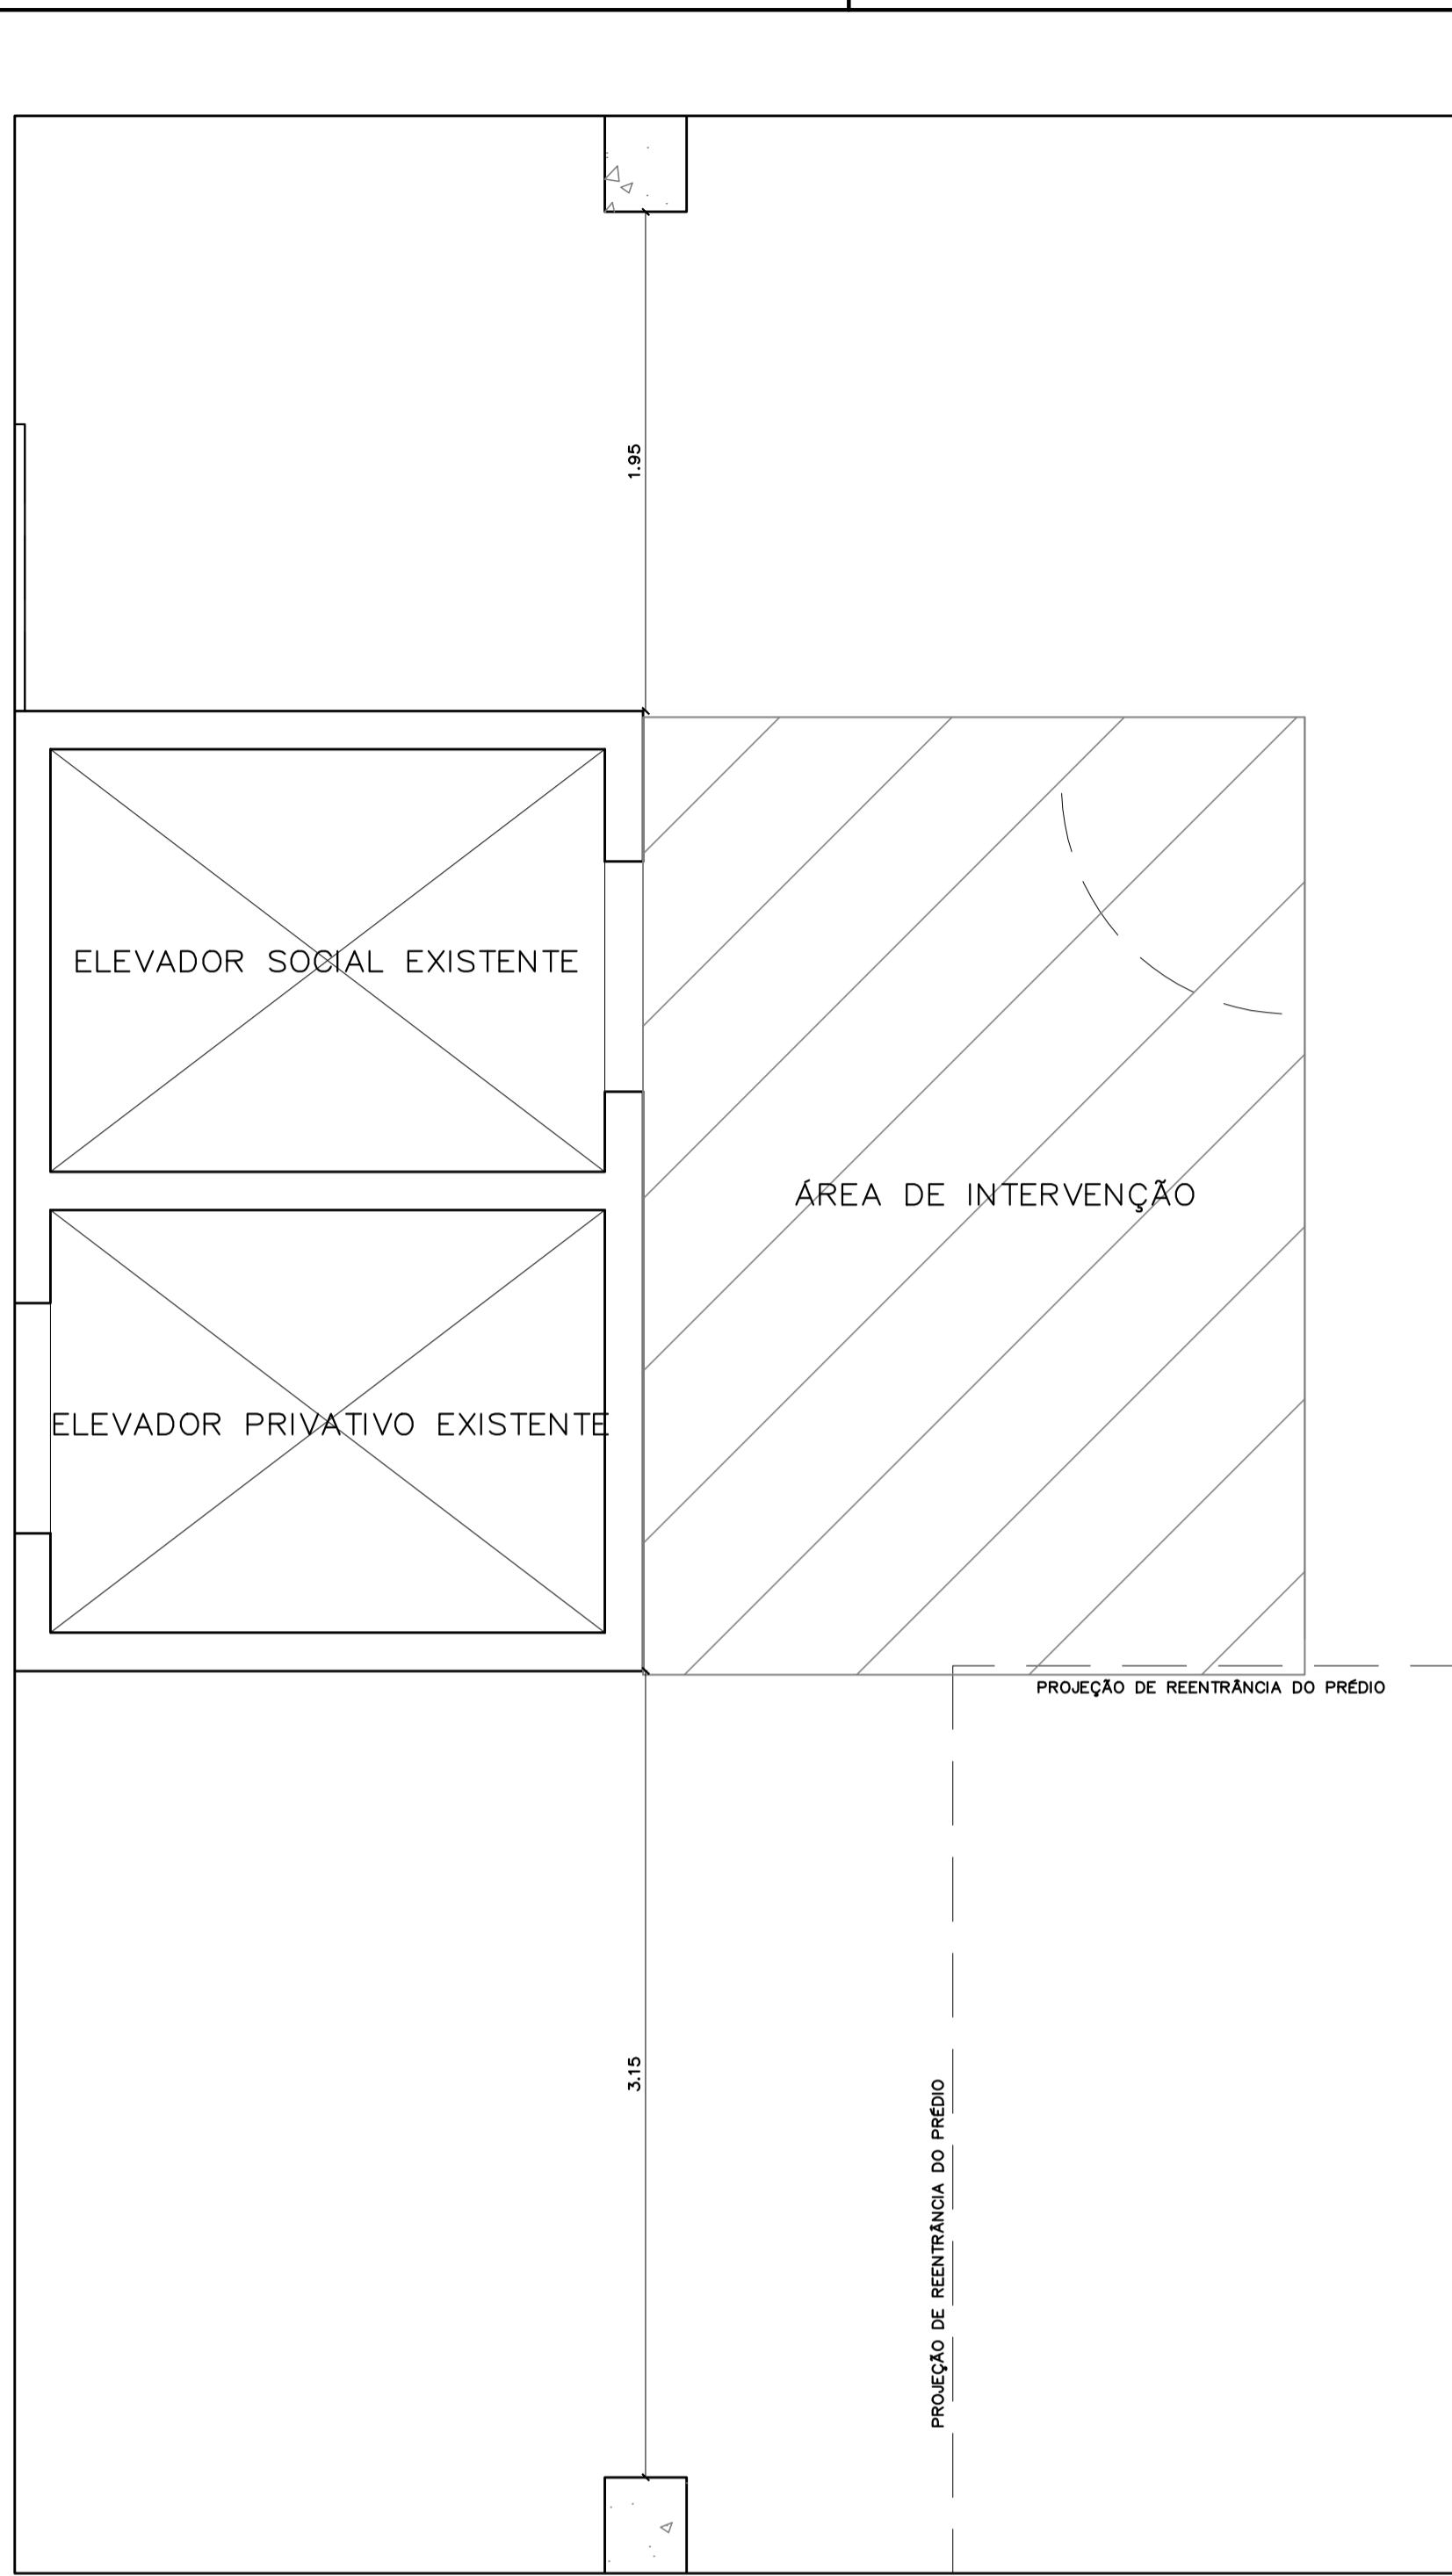 1.95
ELEVADOR SOCIAL EXISTENTE
ÁREA DE INTERVENÇÃO
ELEVADOR PRIVATIVO EXISTENTE
PROJEÇÃO DE REENTRÂNCIA DO PRÉDIO
3.15
PROJEÇÃO DE REENTRÂNCIA DO PRÉDIO